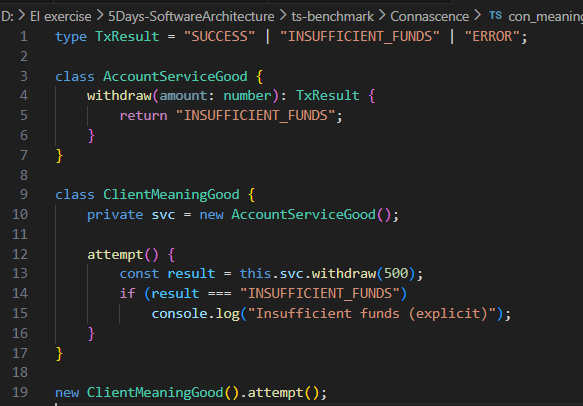 D: > EI exercise > 5Days-SoftwareArchitecture > ts-benchmark > Connascence > TS con_meaning
1 type TxResult = "SUCCESS" | "INSUFFICIENT_FUNDS" | "ERROR";
2
3 class AccountServiceGood {
4     withdraw(amount: number): TxResult {
5         return "INSUFFICIENT_FUNDS";
6     }
7 }
8
9 class ClientMeaningGood {
10     private svc = new AccountServiceGood();
11
12     attempt() {
13         const result = this.svc.withdraw(500);
14         if (result === "INSUFFICIENT_FUNDS")
15             console.log("Insufficient funds (explicit)");
16     }
17 }
18
19 new ClientMeaningGood().attempt();